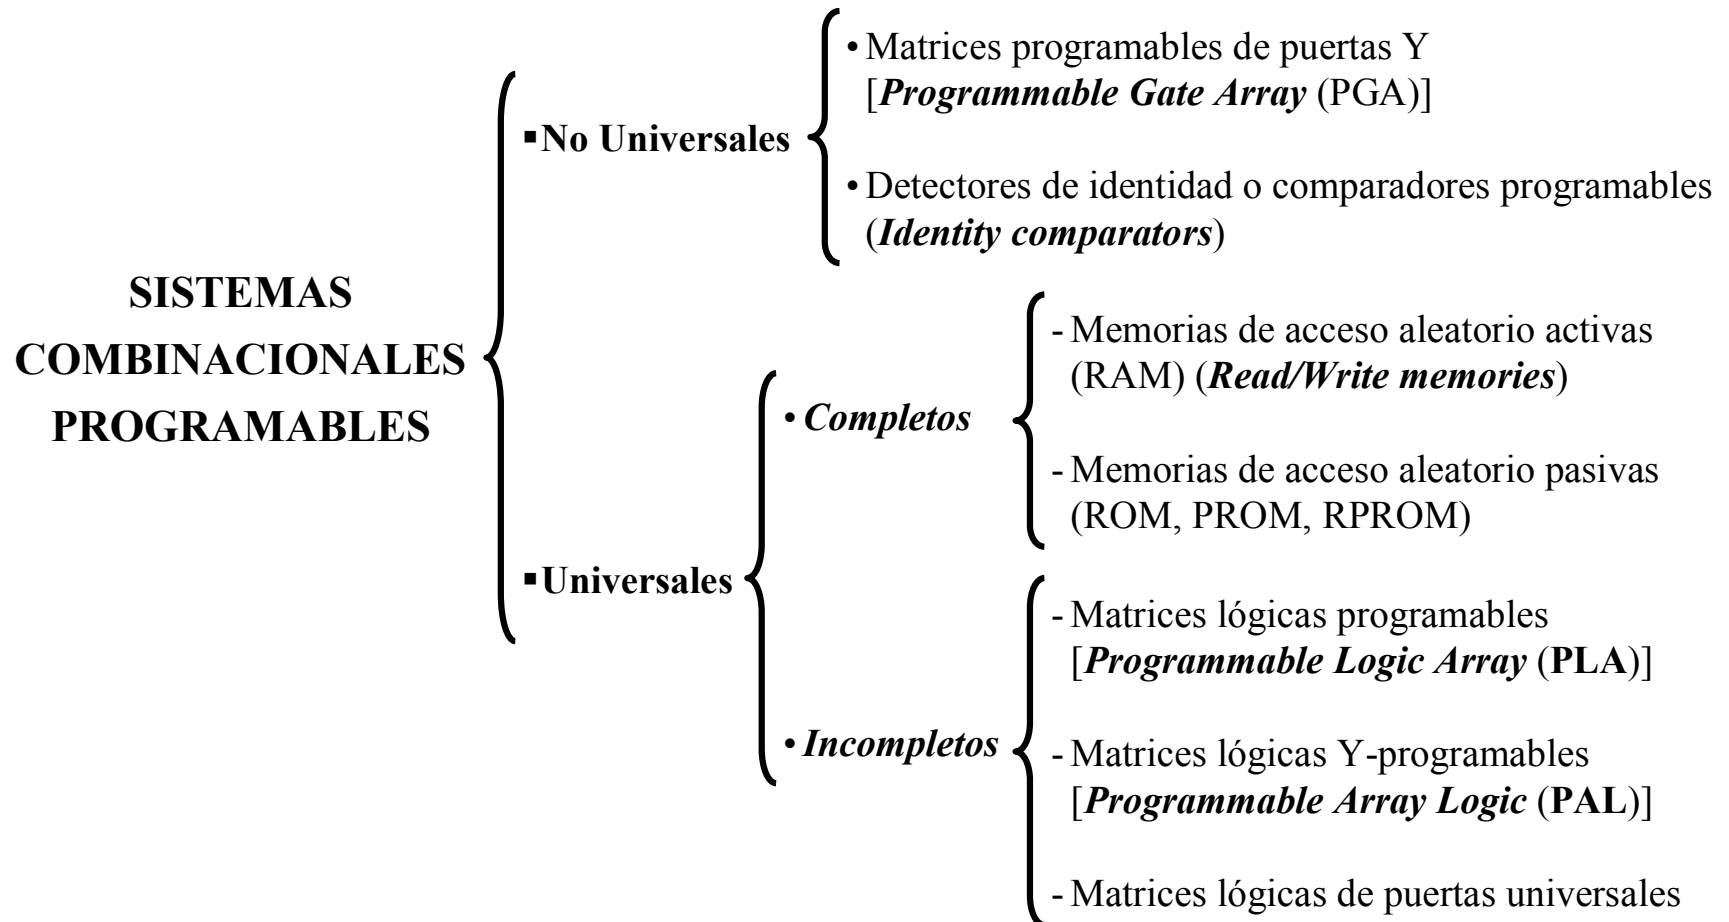 SISTEMAS
COMBINACIONALES
PROGRAMABLES
▪No Universales
• Matrices programables de puertas Y
[Programmable Gate Array (PGA)]
• Detectores de identidad o comparadores programables
(Identity comparators)
▪Universales
• Completos
- Memorias de acceso aleatorio activas
(RAM) (Read/Write memories)
- Memorias de acceso aleatorio pasivas
(ROM, PROM, RPROM)
• Incompletos
- Matrices lógicas programables
[Programmable Logic Array (PLA)]
- Matrices lógicas Y-programables
[Programmable Array Logic (PAL)]
- Matrices lógicas de puertas universales